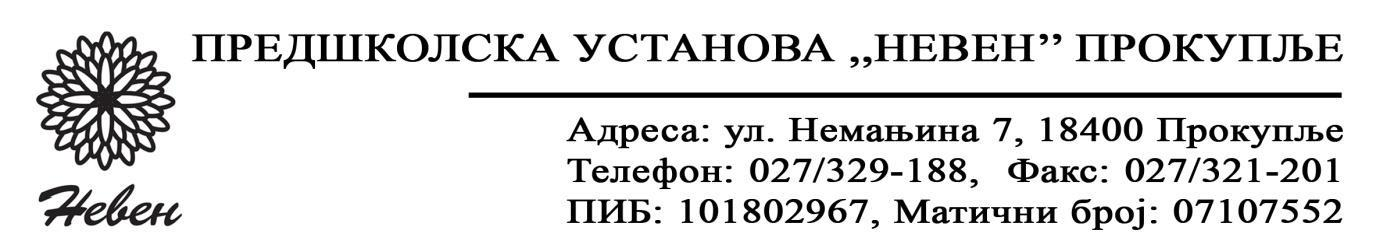 ПРЕДШКОЛСКА УСТАНОВА ,,НЕВЕН’’ ПРОКУПЉЕ
Адреса: ул. Немањина 7, 18400 Прокупље
Телефон: 027/329-188, Факс: 027/321-201
ПИБ: 101802967, Матични број: 07107552
Невен